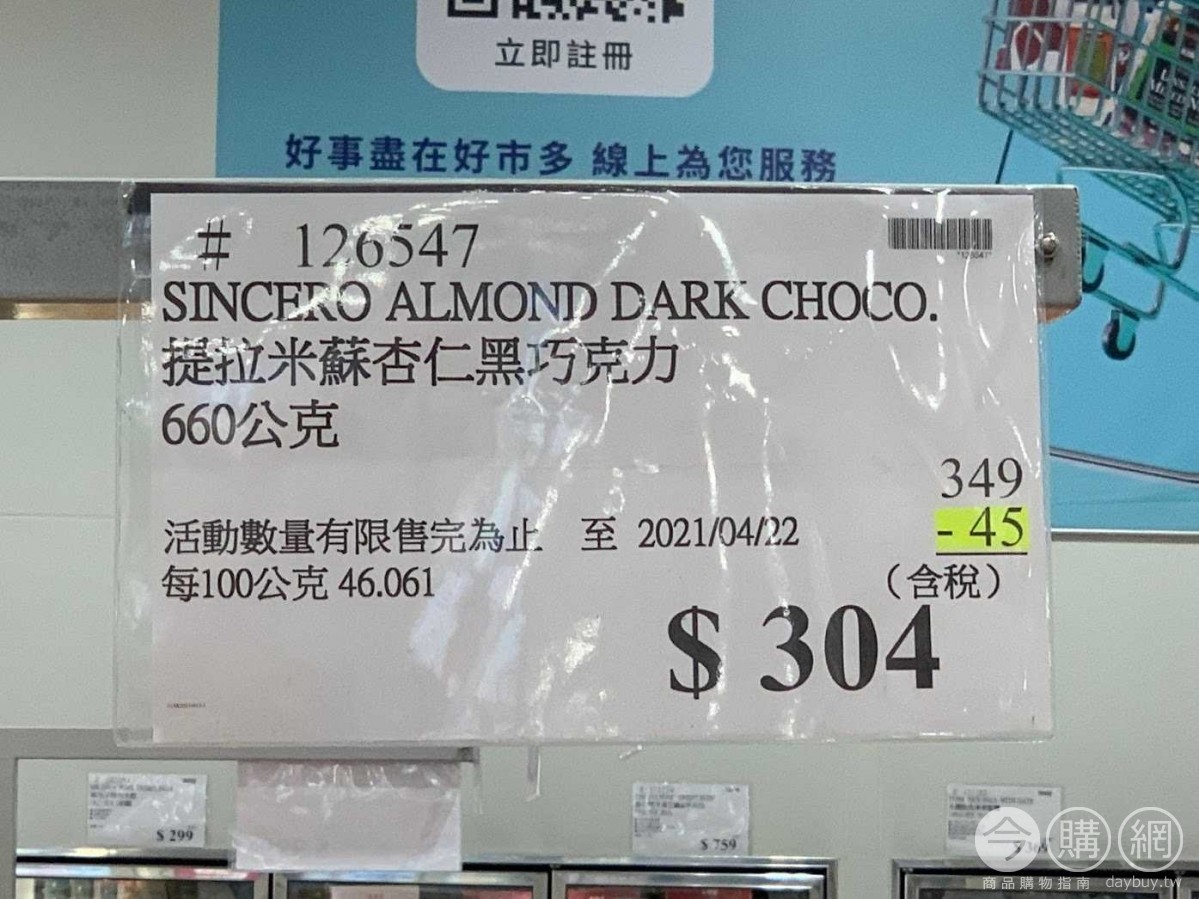 立即註冊
好事盡在好市多 線上為您服務
# 126547
SINCERO ALMOND DARK CHOCO.
提拉米蘇杏仁黑巧克力
660公克
349
- 45
活動數量有限售完為止 至 2021/04/22
每100公克 46.061
(含稅)
$ 304
$ 299
$ 759
今購網
商品購物指南 daybuy.tw